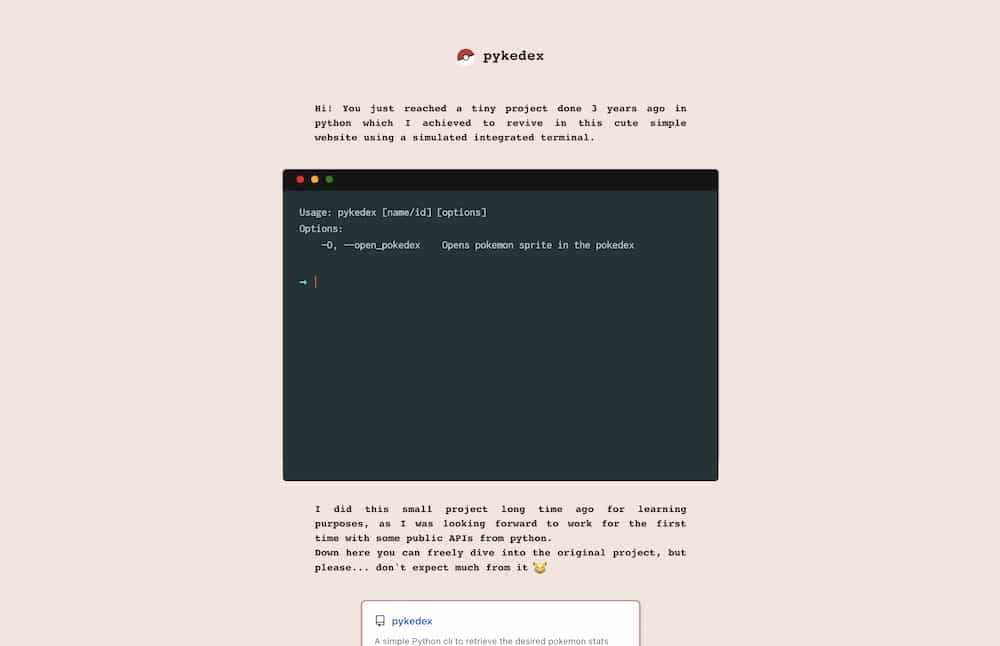 pykedex
Hi! You just reached a tiny project done 3 years ago in
python which I achieved to revive in this cute simple
website using a simulated integrated terminal.
Usage: pykedex [name/id] [options]
Options:
-O, --open_pokedex    Opens pokemon sprite in the pokedex
→
I did this small project long time ago for learning
purposes, as I was looking forward to work for the first
time with some public APIs from python.
Down here you can freely dive into the original project, but
please... don`t expect much from it
pykedex
A simple Python cli to retrieve the desired pokemon stats